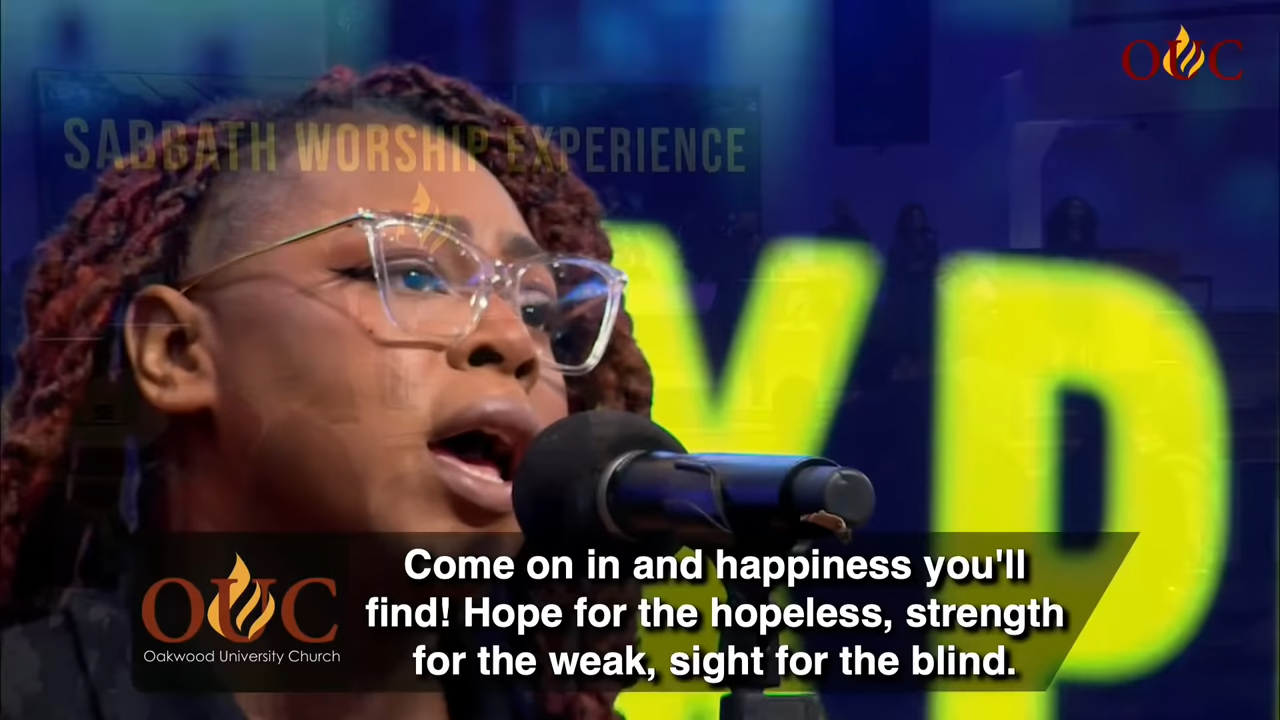 OUC
SABBATH WORSHIP EXPERIENCE
YP
OUC
Oakwood University Church
Come on in and happiness you'll
find! Hope for the hopeless, strength
for the weak, sight for the blind.